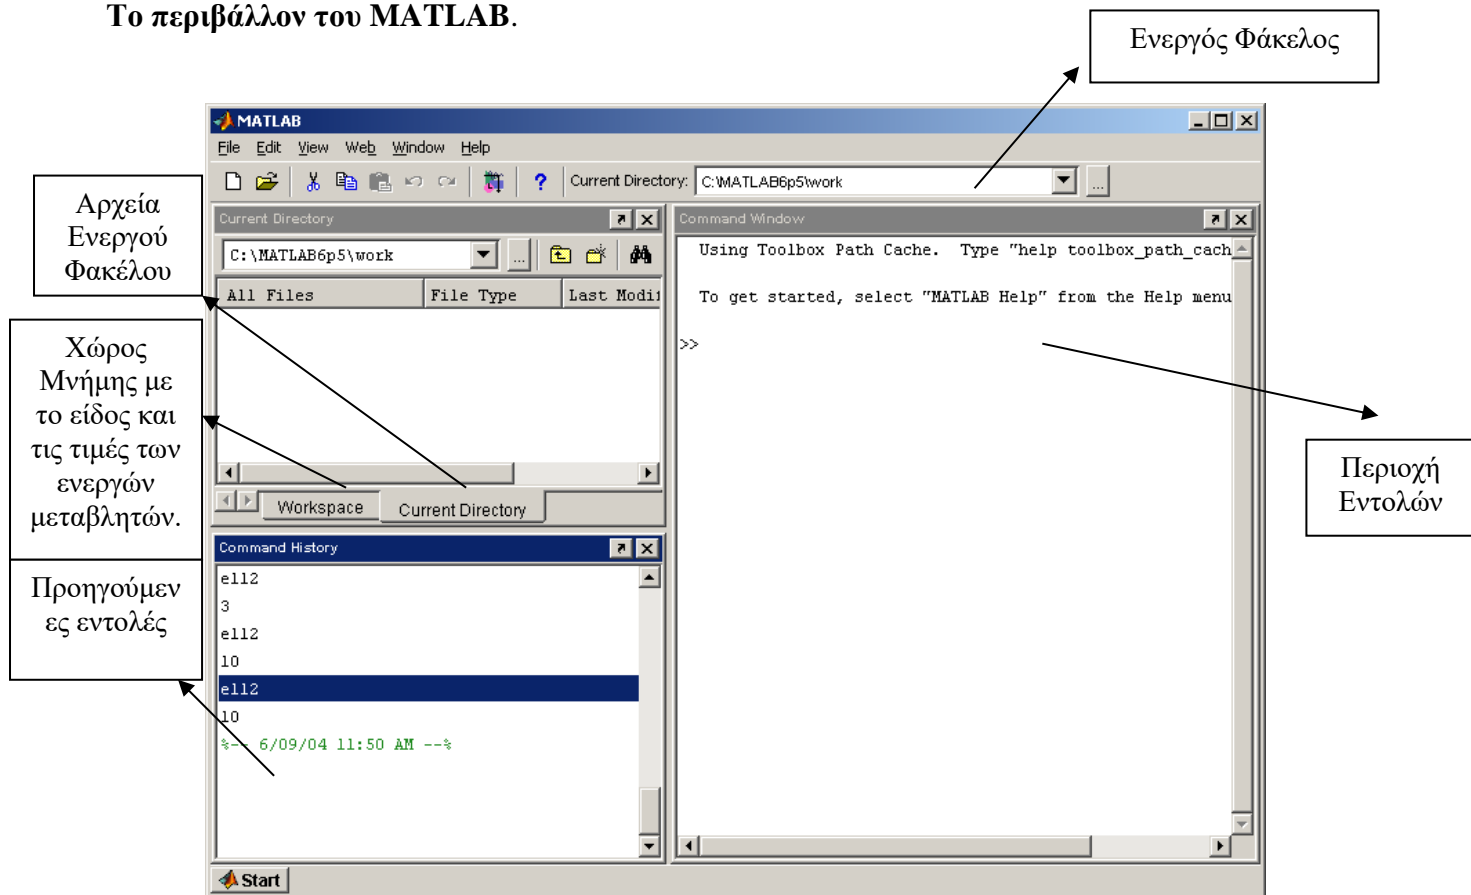 Το περιβάλλον του MATLAB.
Ενεργός Φάκελος
MATLAB
File Edit View Web Window Help
Current Directory: C:\MATLAB6p5\work
...
Αρχεία
Ενεργού
Φακέλου
Χώρος
Μνήμης με
το είδος και
τις τιμές των
ενεργών
μεταβλητών.
Προηγούμεν
ες εντολές
Current Directory
C:\MATLAB6p5\work
...
All Files File Type Last Modi
Workspace Current Directory
Command History
ell2
3
ell2
10
ell2
10
%-- 6/09/04 11:50 AM --%
Command Window
Using Toolbox Path Cache. Type "help toolbox_path_cach
To get started, select "MATLAB Help" from the Help menu
>>
Περιοχή
Εντολών
Start